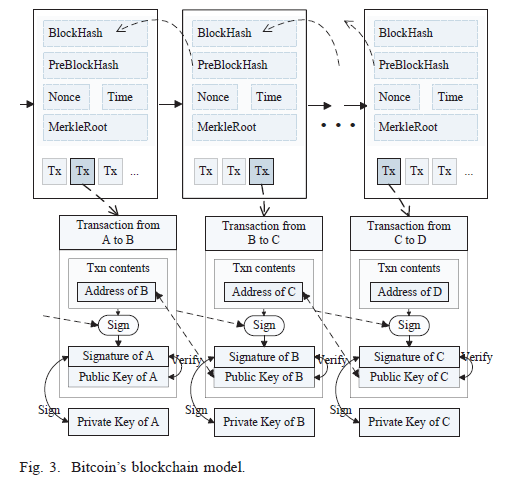 BlockHash
PreBlockHash
Nonce
Time
MerkleRoot
Tx
Tx
Tx
...
BlockHash
PreBlockHash
Nonce
Time
MerkleRoot
Tx
Tx
Tx
• • •
BlockHash
PreBlockHash
Nonce
Time
MerkleRoot
Tx
Tx
Tx
...
Transaction from
A to B
Txn contents
Address of B
Sign
Signature of A
Verify
Public Key of A
Sign
Private Key of A
Transaction from
B to C
Txn contents
Address of C
Sign
Signature of B
Verify
Public Key of B
Sign
Private Key of B
Transaction from
C to D
Txn contents
Address of D
Sign
Signature of C
Verify
Public Key of C
Sign
Private Key of C
Fig. 3. Bitcoin's blockchain model.